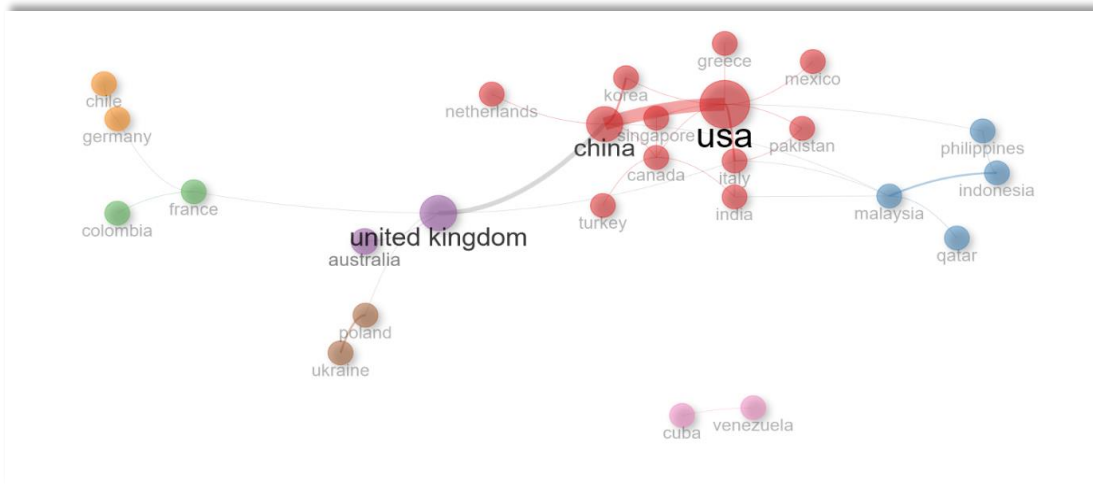 greece
mexico
chile
korea
netherlands
germany
singapore
usa
china
pakistan
philippines
canada
italy
indonesia
france
india
malaysia
turkey
colombia
united kingdom
australia
qatar
poland
ukraine
cuba
venezuela